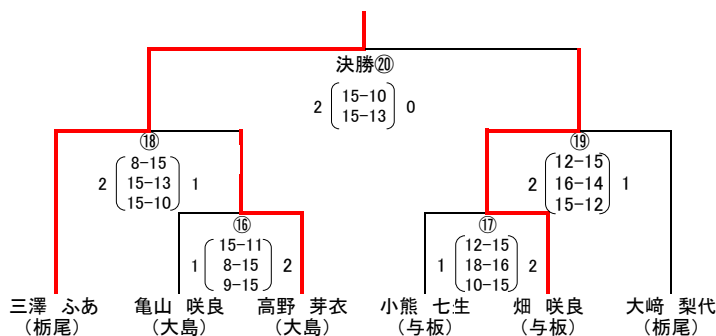 決勝⑳
2 15-10 0
15-13
⑱
8-15
2 15-13 1
15-10
⑲
12-15
2 16-14 1
15-12
⑯
15-11
1 8-15 2
9-15
⑰
12-15
1 18-16 2
10-15
三澤 ふあ 亀山 咲良 高野 芽衣 小熊 七生 畑 咲良 大﨑 梨代
(栃尾) (大島) (大島) (与板) (与板) (栃尾)